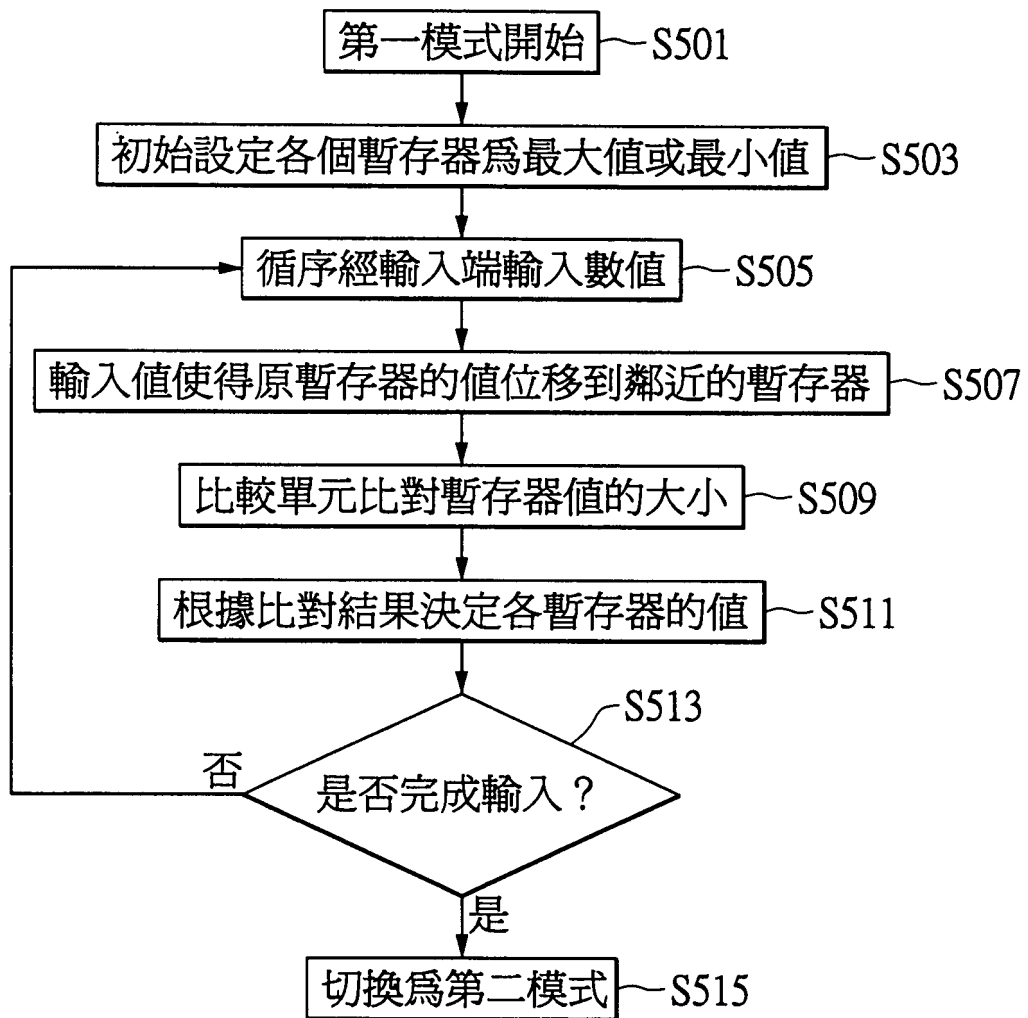 第一模式開始 S501
初始設定各個暫存器爲最大值或最小值 S503
循序經輸入端輸入數值 S505
輸入值使得原暫存器的值位移到鄰近的暫存器 S507
比較單元比對暫存器值的大小 S509
根據比對結果決定各暫存器的值 S511
S513
否
是否完成輸入？
是
切換爲第二模式 S515